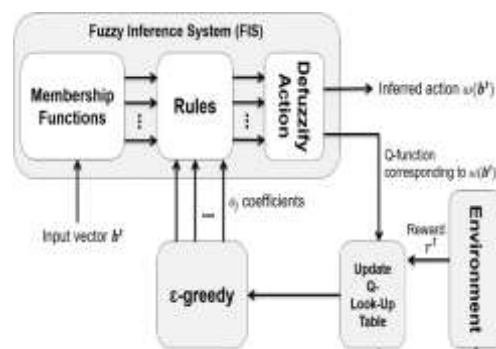 Fuzzy Inference System (FIS)
Membership
Functions
Rules
Defuzzify
Action
Inferred action
Q-function
corresponding to
coefficients
Input vector
Reward
ε-greedy
Update
Q-
Look-Up
Table
Environment